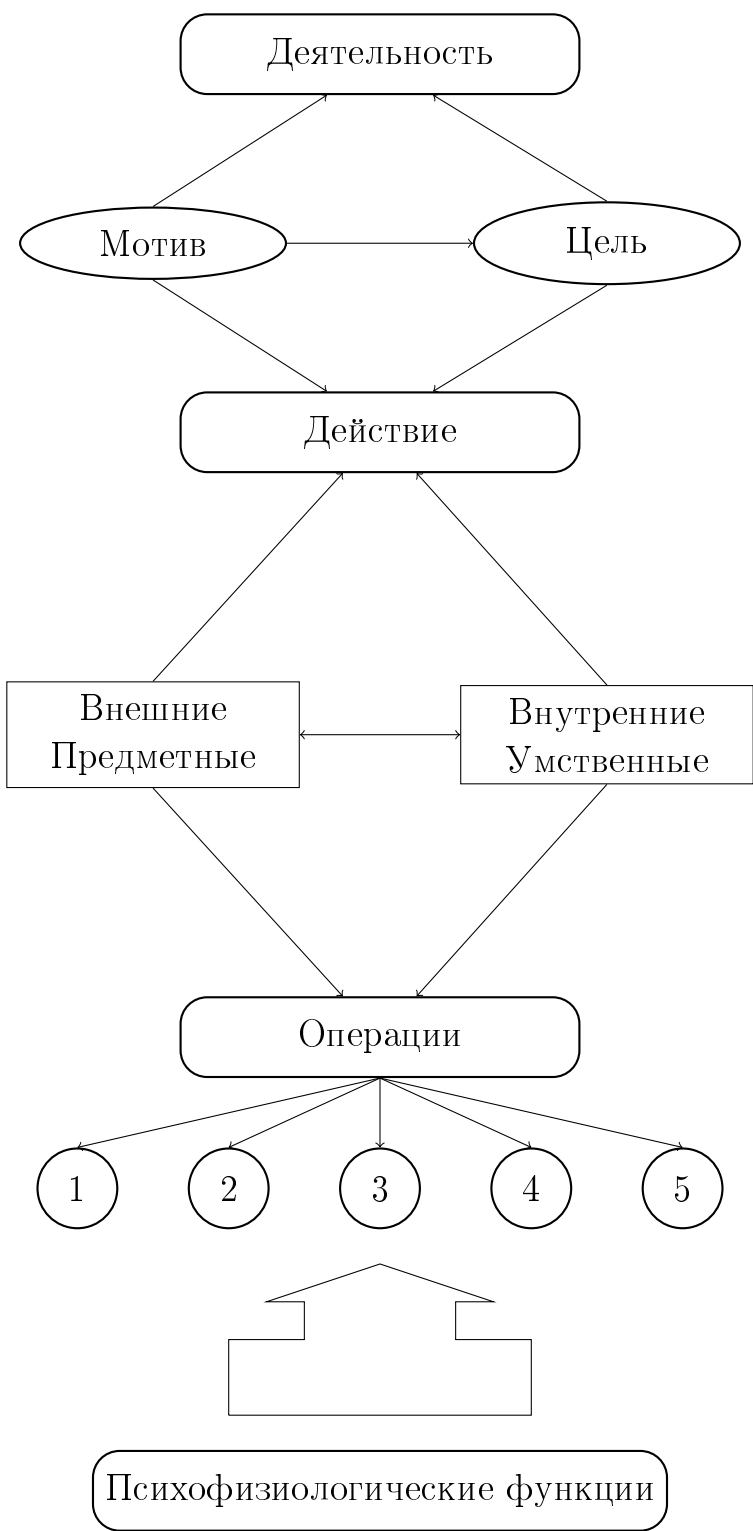 Деятельность
Мотив
Цель
Действие
Внешние
Предметные
Внутренние
Умственные
Операции
1
2
3
4
5
Психофизиологические функции